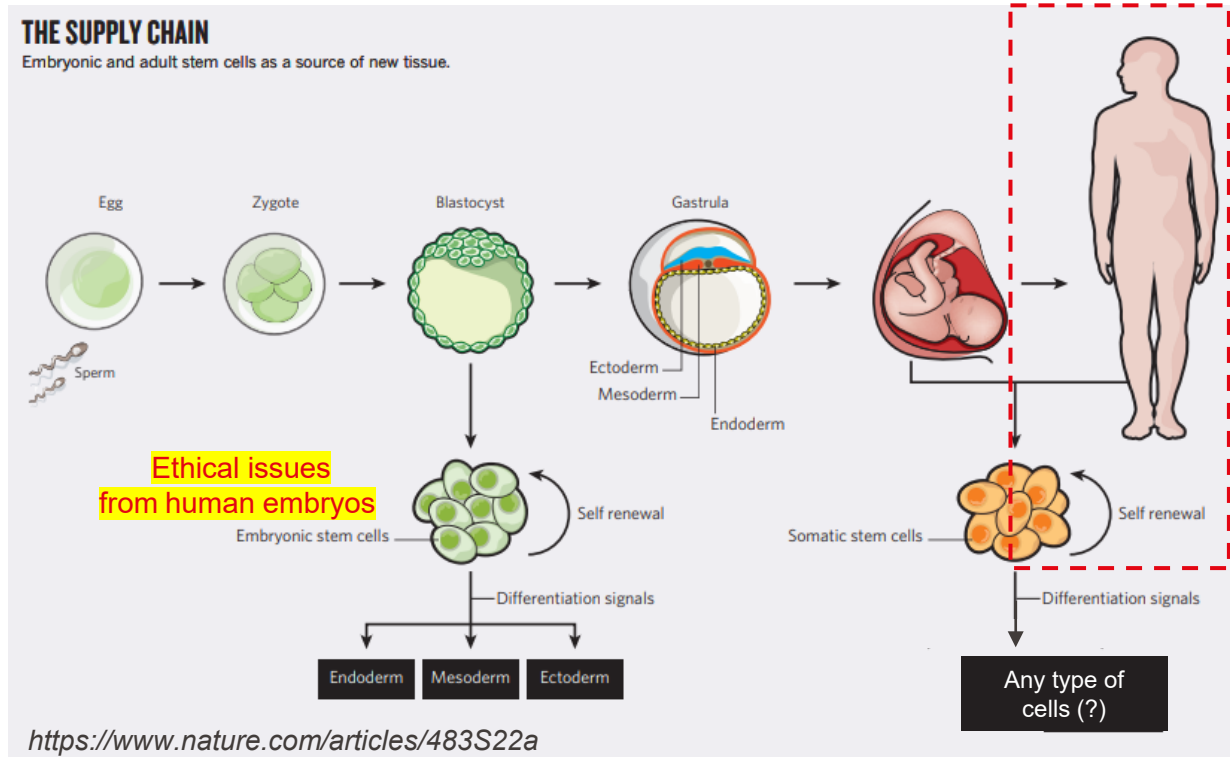 THE SUPPLY CHAIN
Embryonic and adult stem cells as a source of new tissue.
Egg
Zygote
Blastocyst
Gastrula
Sperm
Ectoderm
Mesoderm
Endoderm
Ethical issues
from human embryos
Embryonic stem cells
Self renewal
Somatic stem cells
Self renewal
Differentiation signals
Differentiation signals
Endoderm
Mesoderm
Ectoderm
Any type of
cells (?)
https://www.nature.com/articles/483S22a